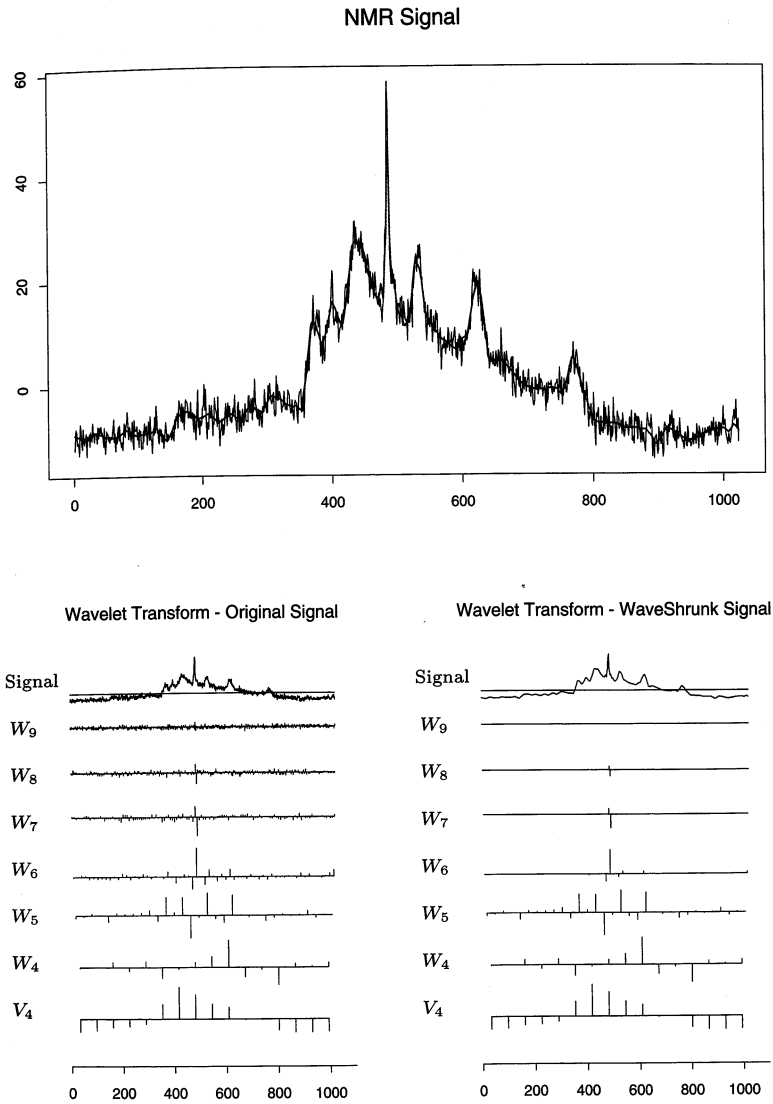 NMR Signal
60
40
20
0
0 200 400 600 800 1000
Wavelet Transform - Original Signal
Signal
W9
W8
W7
W6
W5
W4
V4
0 200 400 600 800 1000
Wavelet Transform - WaveShrunk Signal
Signal
W9
W8
W7
W6
W5
W4
V4
0 200 400 600 800 1000